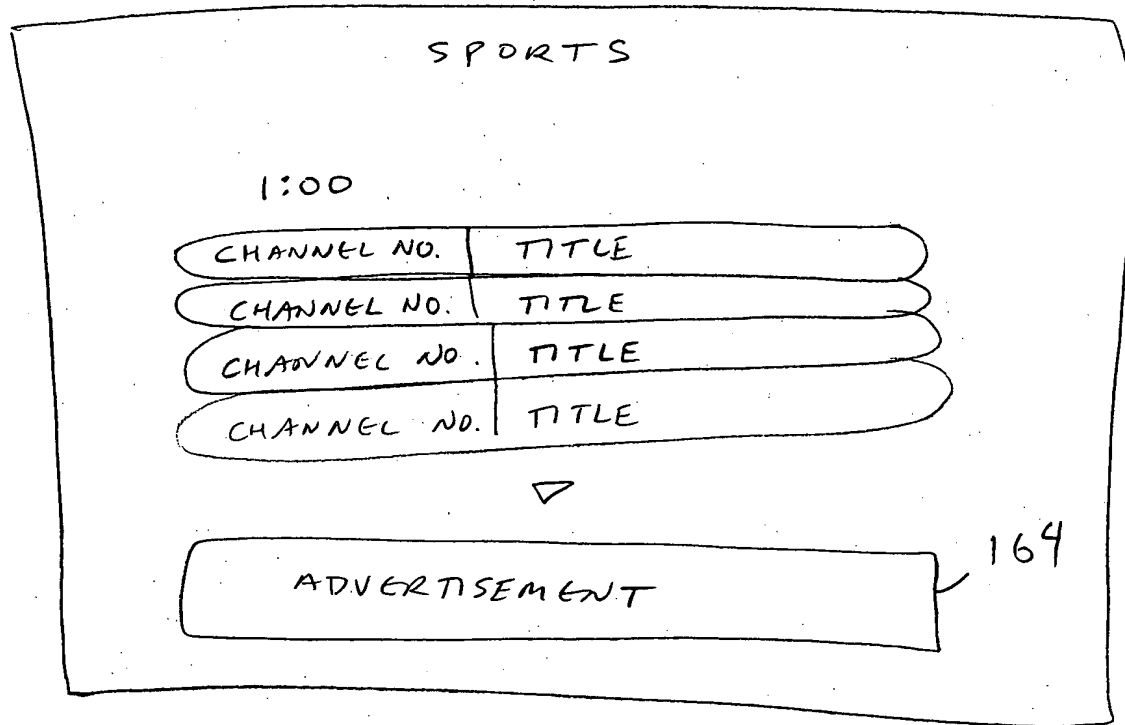 SPORTS
1:00
CHANNEL NO. TITLE
CHANNEL NO. TITLE
CHANNEL NO. TITLE
CHANNEL NO. TITLE
164
ADVERTISEMENT